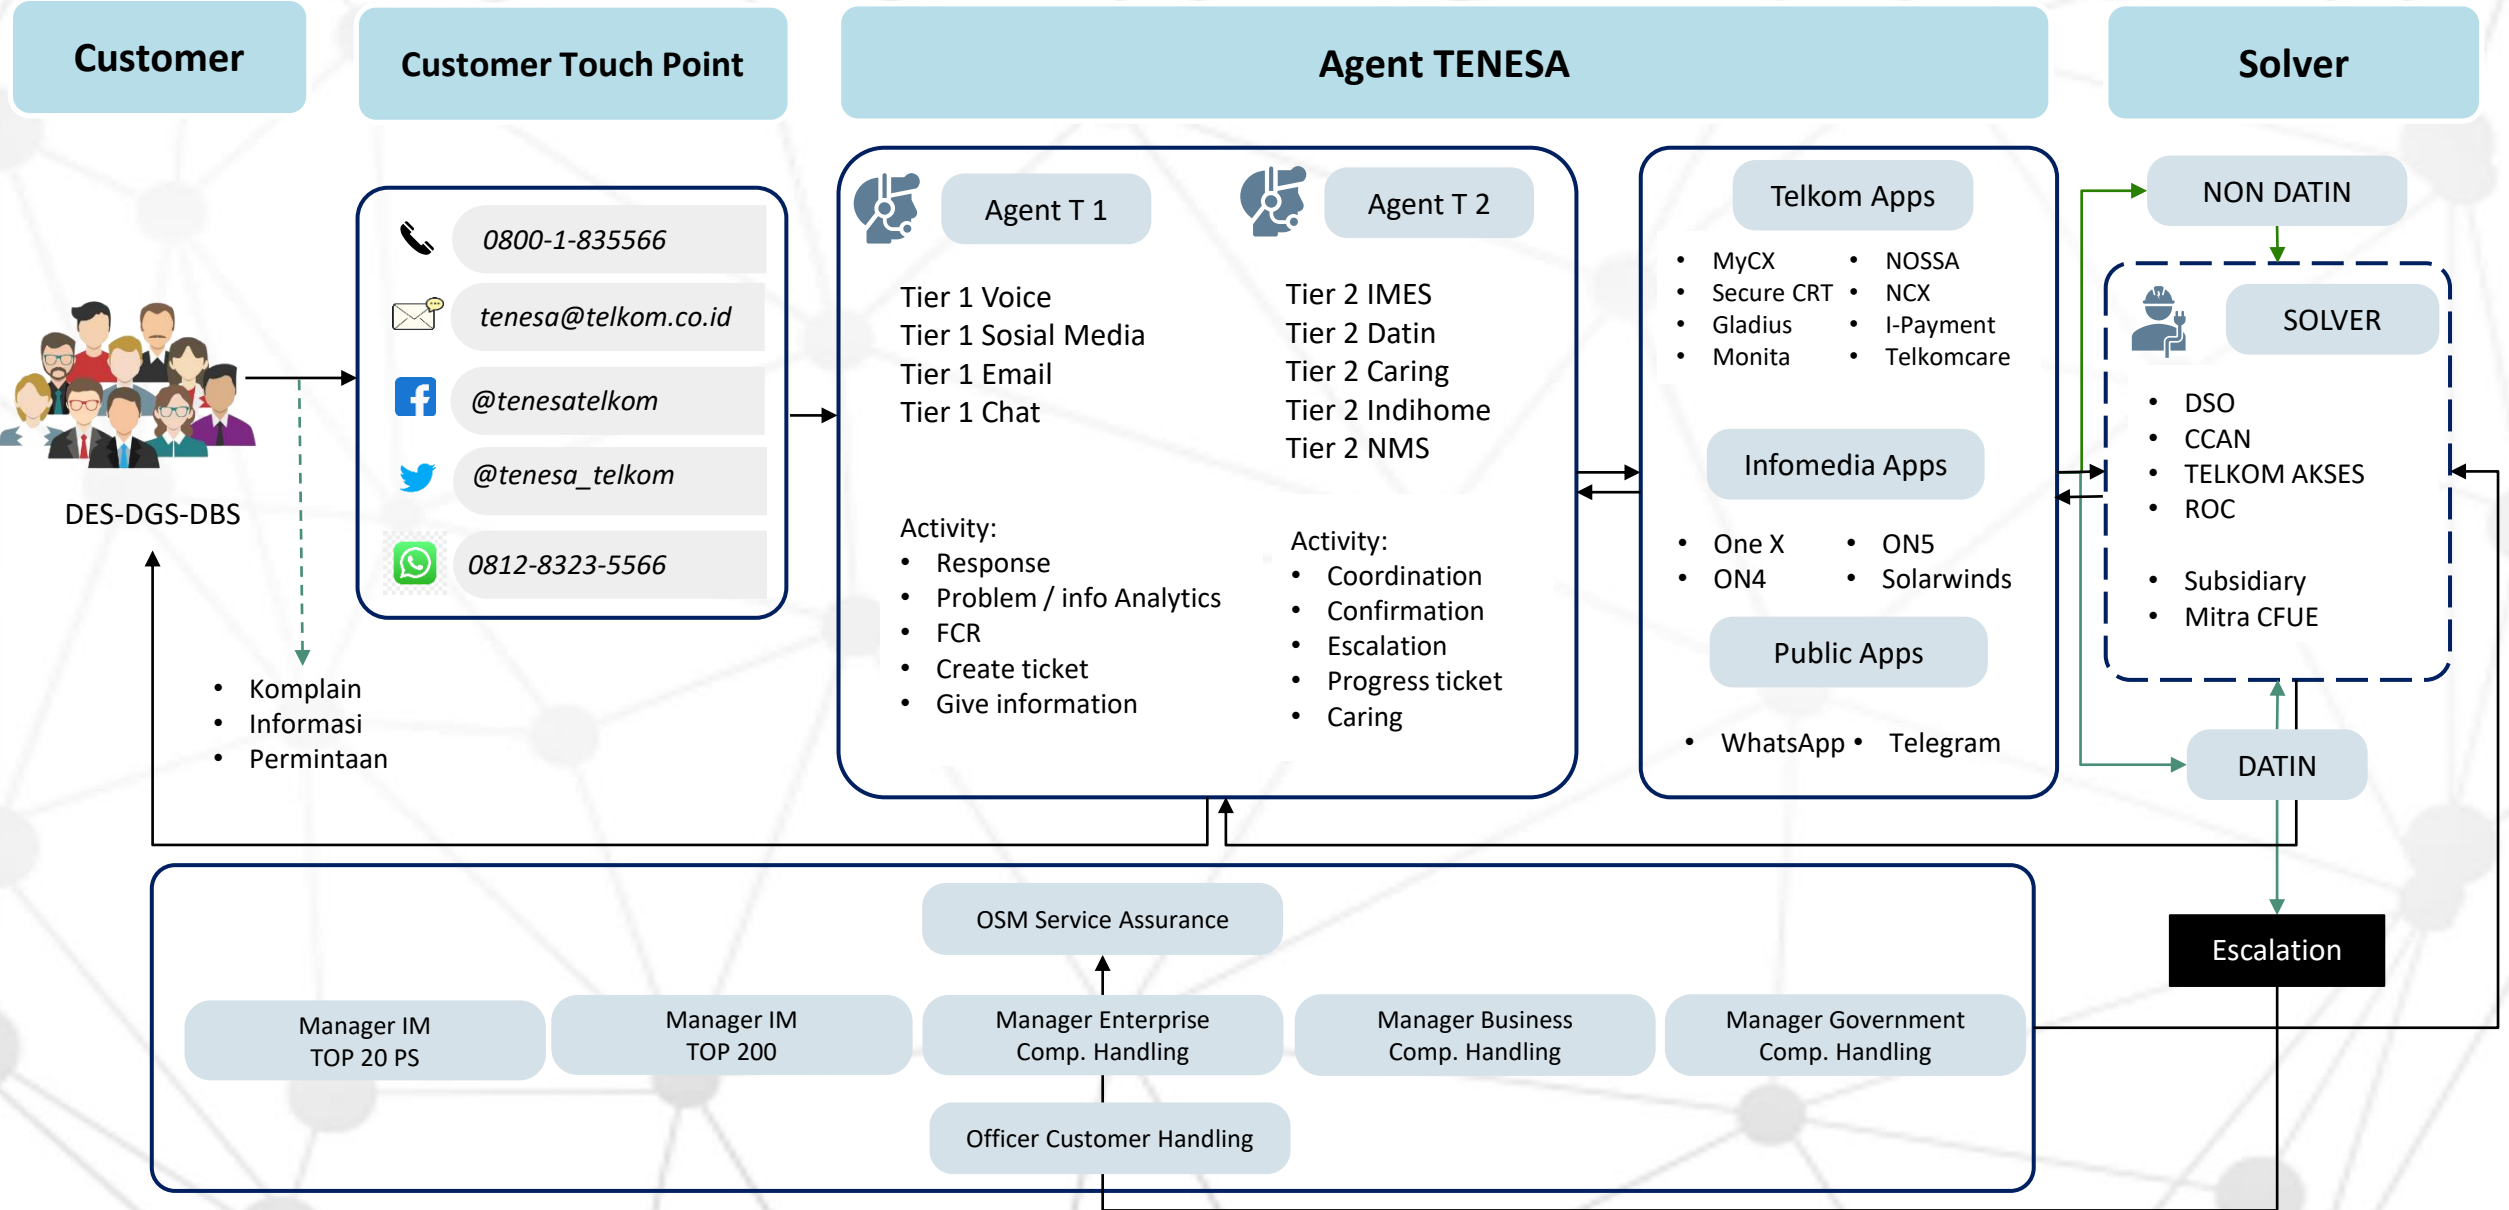 Customer
Customer Touch Point
Agent TENESA
Solver
DES-DGS-DBS
• Komplain
• Informasi
• Permintaan
0800-1-835566
tenesa@telkom.co.id
@tenesatelkom
@tenesa_telkom
0812-8323-5566
Agent T 1
Tier 1 Voice
Tier 1 Sosial Media
Tier 1 Email
Tier 1 Chat
Activity:
• Response
• Problem / info Analytics
• FCR
• Create ticket
• Give information
Agent T 2
Tier 2 IMES
Tier 2 Datin
Tier 2 Caring
Tier 2 Indihome
Tier 2 NMS
Activity:
• Coordination
• Confirmation
• Escalation
• Progress ticket
• Caring
Telkom Apps
• MyCX
• Secure CRT
• Gladius
• Monita
• NOSSA
• NCX
• I-Payment
• Telkomcare
Infomedia Apps
• One X
• ON4
• ON5
• Solarwinds
Public Apps
• WhatsApp
• Telegram
NON DATIN
SOLVER
• DSO
• CCAN
• TELKOM AKSES
• ROC
• Subsidiary
• Mitra CFUE
DATIN
Escalation
OSM Service Assurance
Manager IM
TOP 20 PS
Manager IM
TOP 200
Manager Enterprise
Comp. Handling
Manager Business
Comp. Handling
Manager Government
Comp. Handling
Officer Customer Handling